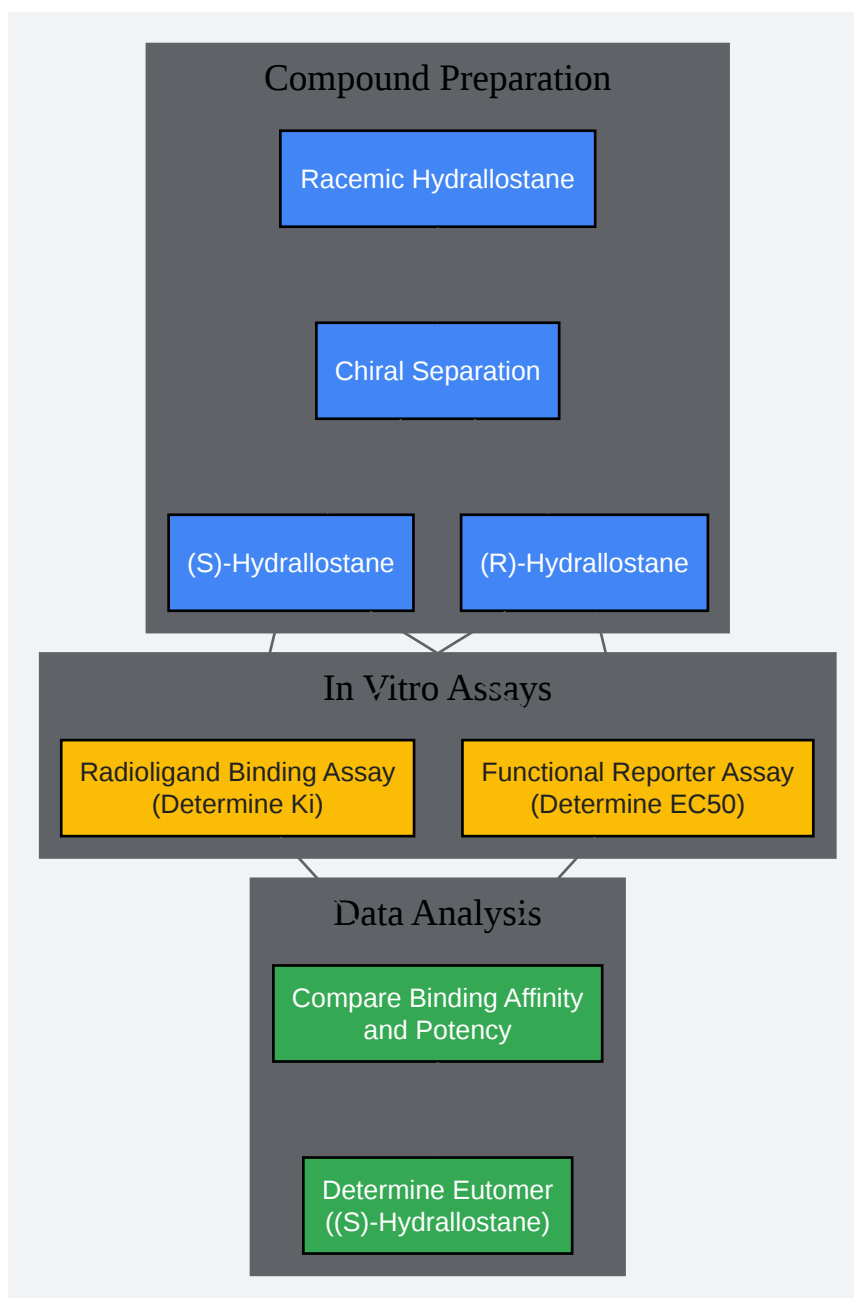 Compound Preparation
Racemic Hydrallostane
Chiral Separation
(S)-Hydrallostane
(R)-Hydrallostane
In Vitro Assays
Radioligand Binding Assay
(Determine Ki)
Functional Reporter Assay
(Determine EC50)
Data Analysis
Compare Binding Affinity
and Potency
Determine Eutomer
((S)-Hydrallostane)